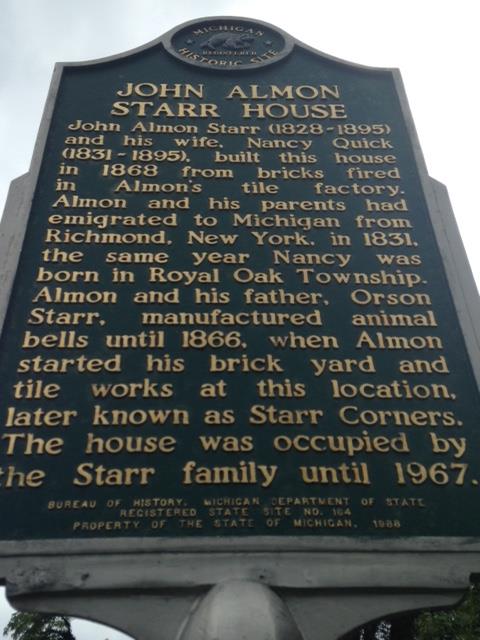 MICHIGAN
REGISTERED
HISTORIC SITE
JOHN ALMON
STARR HOUSE
John Almon Starr (1828-1895)
and his wife, Nancy Quick
(1831-1895), built this house
in 1868 from bricks fired
in Almon's tile factory.
Almon and his parents had
emigrated to Michigan from
Richmond, New York, in 1831,
the same year Nancy was
born in Royal Oak Township.
Almon and his father, Orson
Starr, manufactured animal
bells until 1866, when Almon
started his brick yard and
tile works at this location,
later known as Starr Corners.
The house was occupied by
the Starr family until 1967.
BUREAU OF HISTORY, MICHIGAN DEPARTMENT OF STATE
REGISTERED STATE SITE NO. 164
PROPERTY OF THE STATE OF MICHIGAN, 1988